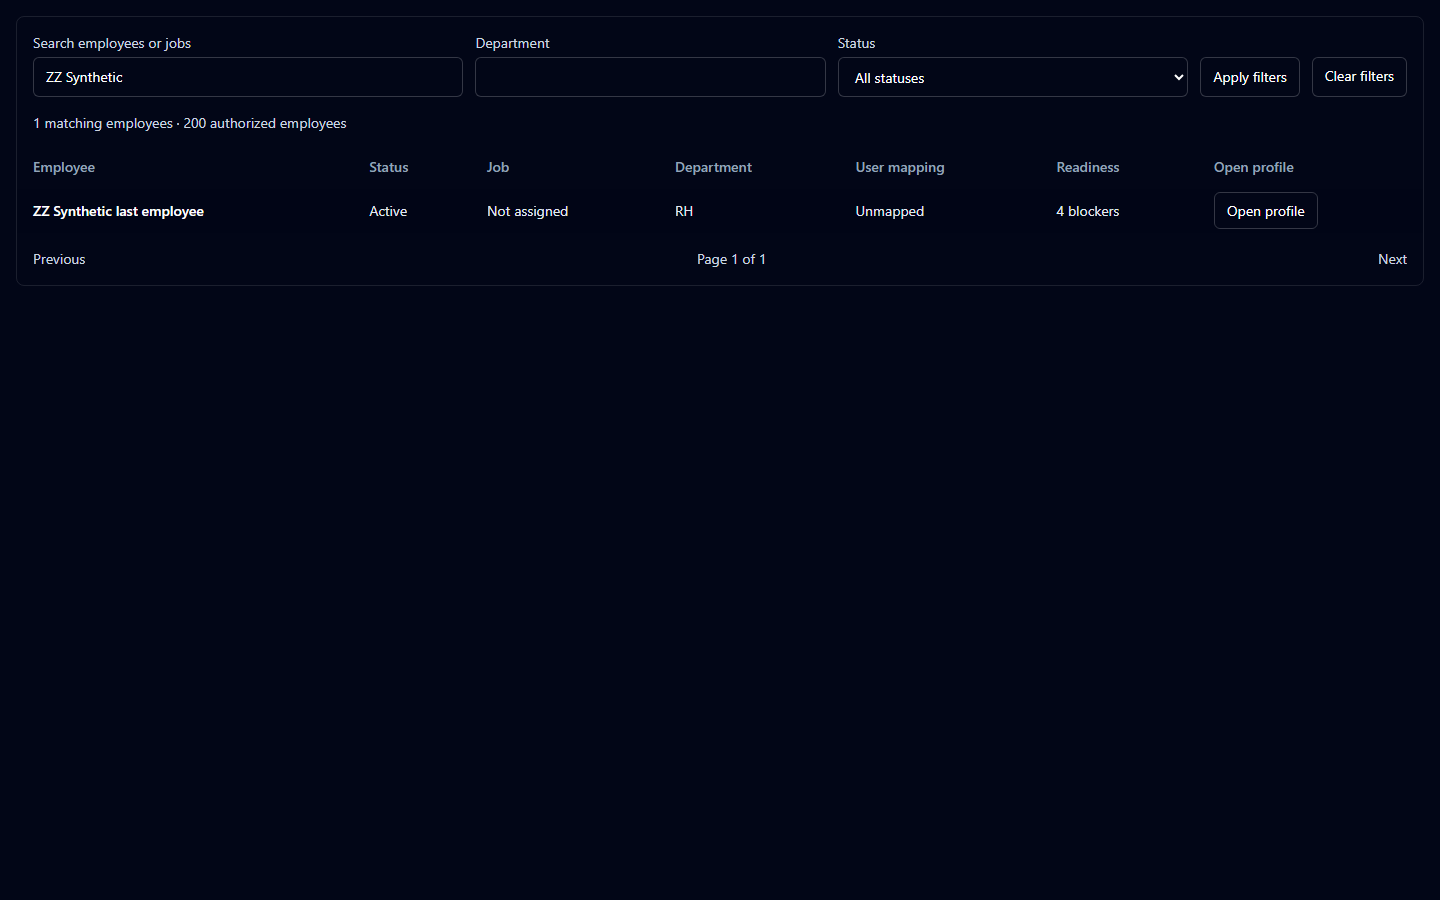 Search employees or jobs Department Status
ZZ Synthetic All statuses Apply filters Clear filters
1 matching employees · 200 authorized employees
Employee Status Job Department User mapping Readiness Open profile
ZZ Synthetic last employee Active Not assigned RH Unmapped 4 blockers Open profile
Previous Page 1 of 1 Next